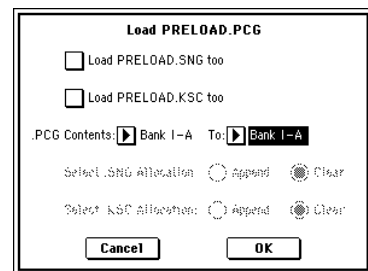 Load PRELOAD.PCG
Load PRELOAD.SNG too
Load PRELOAD.KSC too
.PCG Contents: Bank I-A To: Bank I-A
Select .SNG Allocation: Append Clear
Select .KSC Allocation: Append Clear
Cancel OK